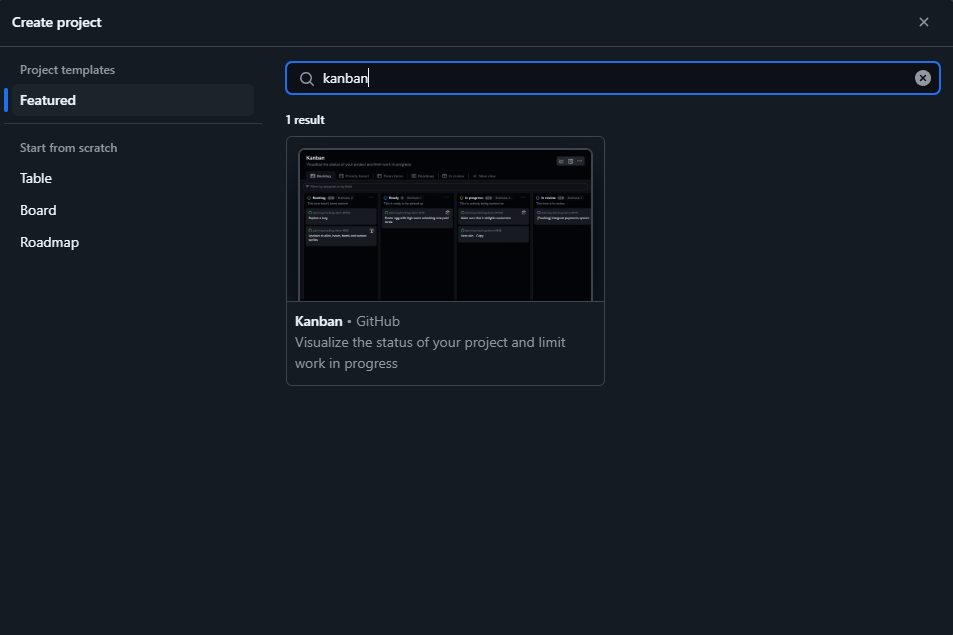 Create project
Project templates
Featured
Start from scratch
Table
Board
Roadmap
kanban
1 result
Kanban
Visualize the status of your project and limit work in progress
Backlog
Ready
In progress
In review
Kanban • GitHub
Visualize the status of your project and limit
work in progress